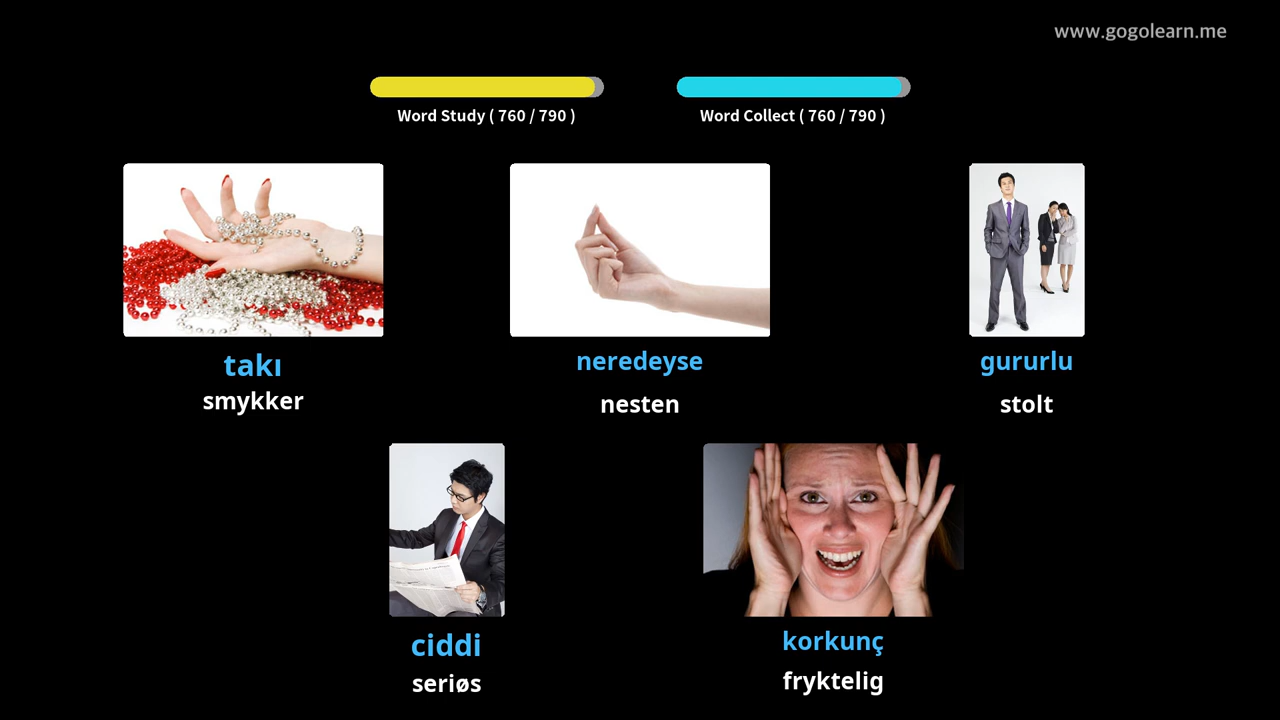 www.gogolearn.me
Word Study ( 760 / 790 )
Word Collect ( 760 / 790 )
takı
smykker
neredeyse
nesten
gururlu
stolt
ciddi
seriøs
korkunç
fryktelig